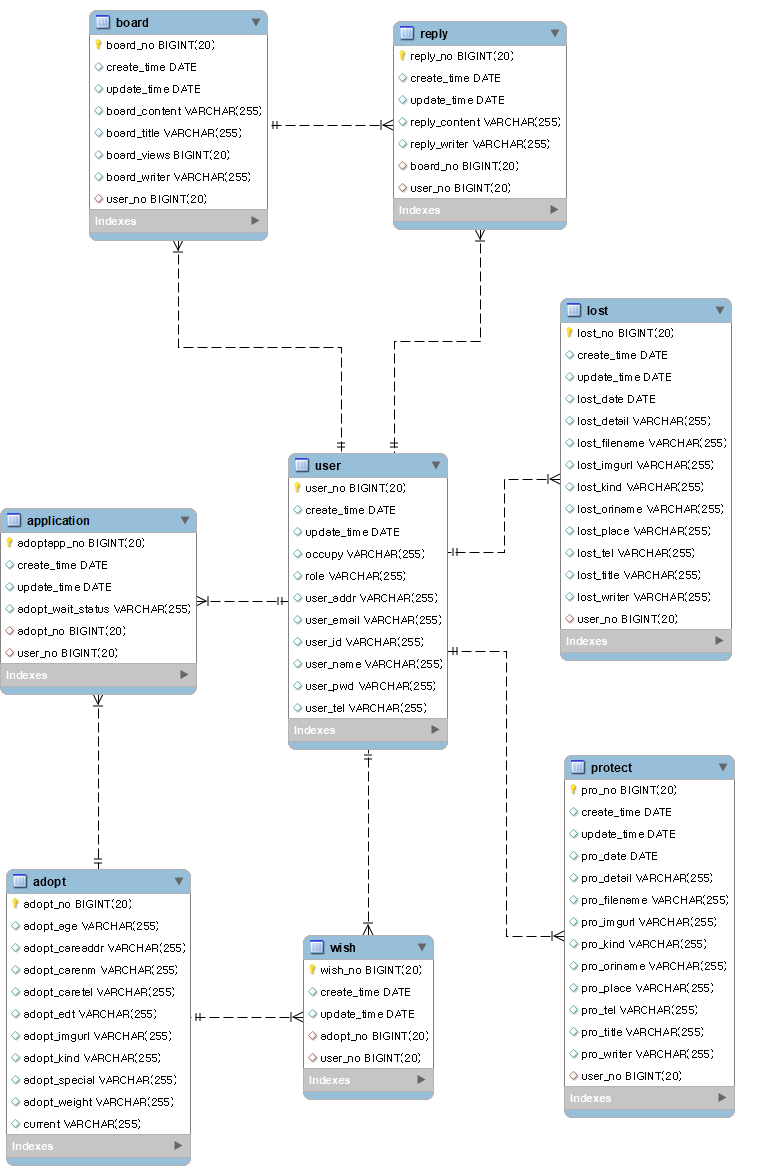 board
board_no BIGINT(20)
create_time DATE
update_time DATE
board_content VARCHAR(255)
board_title VARCHAR(255)
board_views BIGINT(20)
board_writer VARCHAR(255)
user_no BIGINT(20)
Indexes
reply
reply_no BIGINT(20)
create_time DATE
update_time DATE
reply_content VARCHAR(255)
reply_writer VARCHAR(255)
board_no BIGINT(20)
user_no BIGINT(20)
Indexes
lost
lost_no BIGINT(20)
create_time DATE
update_time DATE
lost_date DATE
lost_detail VARCHAR(255)
lost_filename VARCHAR(255)
lost_imgurl VARCHAR(255)
lost_kind VARCHAR(255)
lost_oriname VARCHAR(255)
lost_place VARCHAR(255)
lost_tel VARCHAR(255)
lost_title VARCHAR(255)
lost_writer VARCHAR(255)
user_no BIGINT(20)
Indexes
user
user_no BIGINT(20)
create_time DATE
update_time DATE
occupy VARCHAR(255)
role VARCHAR(255)
user_addr VARCHAR(255)
user_email VARCHAR(255)
user_id VARCHAR(255)
user_name VARCHAR(255)
user_pwd VARCHAR(255)
user_tel VARCHAR(255)
Indexes
application
adoptapp_no BIGINT(20)
create_time DATE
update_time DATE
adopt_wait_status VARCHAR(255)
adopt_no BIGINT(20)
user_no BIGINT(20)
Indexes
protect
pro_no BIGINT(20)
create_time DATE
update_time DATE
pro_date DATE
pro_detail VARCHAR(255)
pro_filename VARCHAR(255)
pro_imgurl VARCHAR(255)
pro_kind VARCHAR(255)
pro_oriname VARCHAR(255)
pro_place VARCHAR(255)
pro_tel VARCHAR(255)
pro_title VARCHAR(255)
pro_writer VARCHAR(255)
user_no BIGINT(20)
Indexes
adopt
adopt_no BIGINT(20)
adopt_age VARCHAR(255)
adopt_careaddr VARCHAR(255)
adopt_carenm VARCHAR(255)
adopt_caretel VARCHAR(255)
adopt_edt VARCHAR(255)
adopt_imgurl VARCHAR(255)
adopt_kind VARCHAR(255)
adopt_special VARCHAR(255)
adopt_weight VARCHAR(255)
current VARCHAR(255)
Indexes
wish
wish_no BIGINT(20)
create_time DATE
update_time DATE
adopt_no BIGINT(20)
user_no BIGINT(20)
Indexes